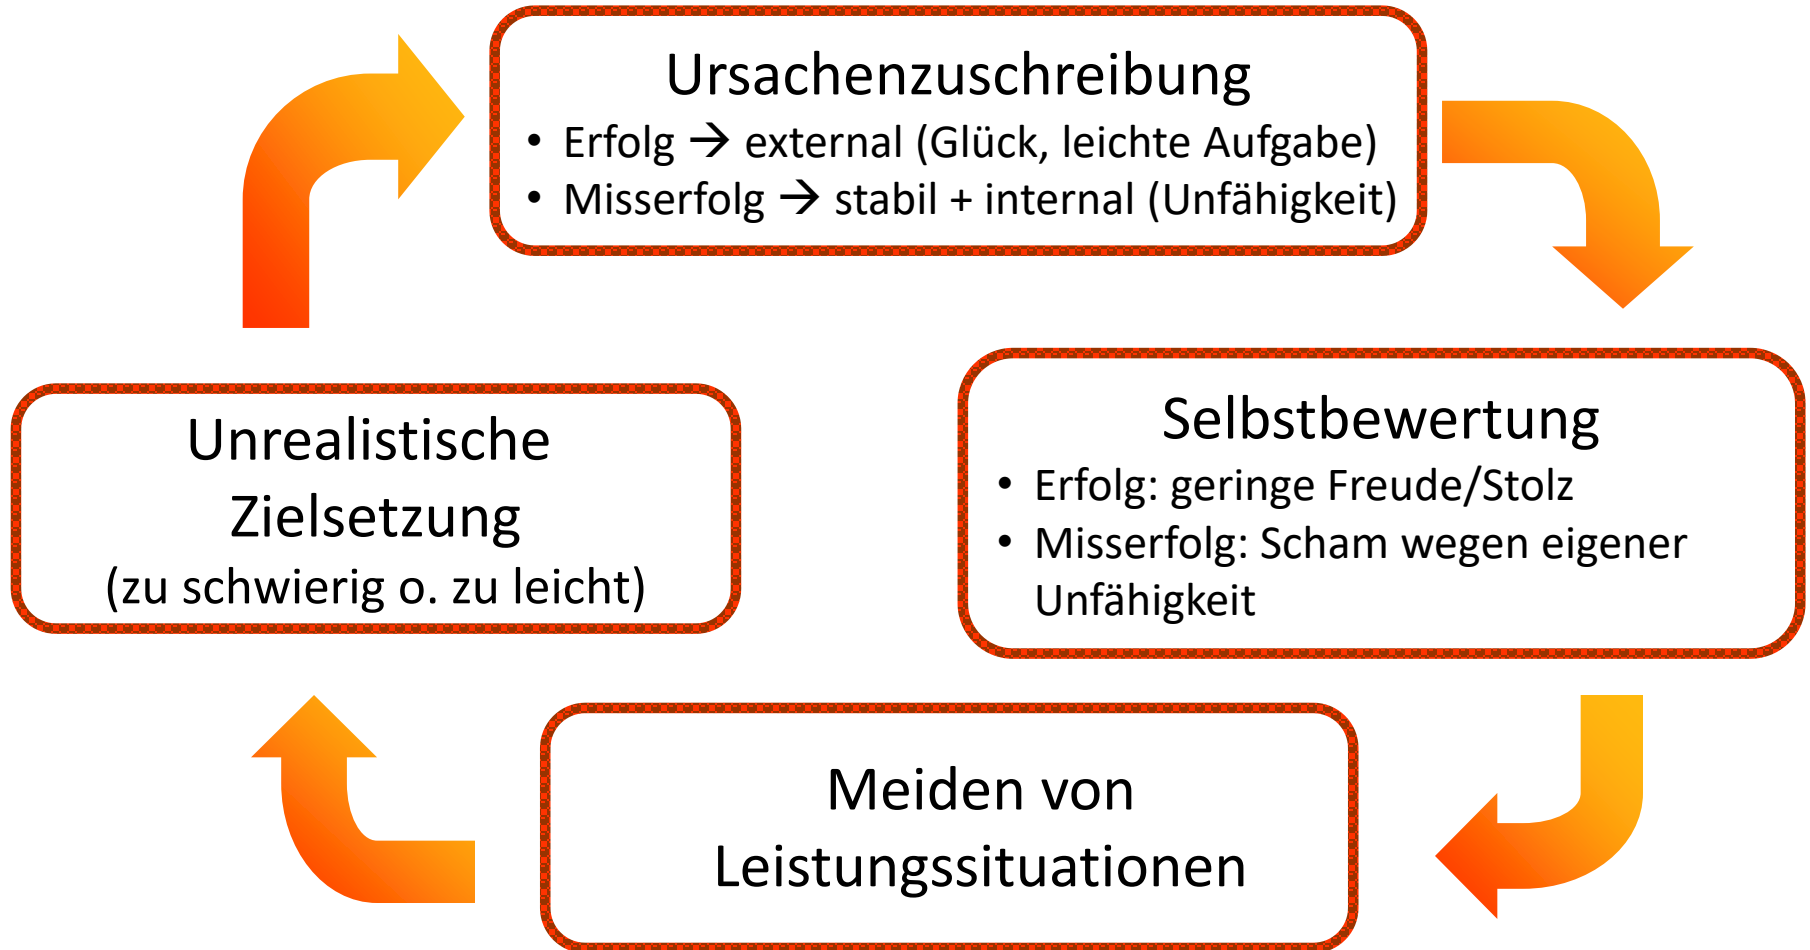 Ursachenzuschreibung
• Erfolg → external (Glück, leichte Aufgabe)
• Misserfolg → stabil + internal (Unfähigkeit)
Unrealistische
Zielsetzung
(zu schwierig o. zu leicht)
Selbstbewertung
• Erfolg: geringe Freude/Stolz
• Misserfolg: Scham wegen eigener
Unfähigkeit
Meiden von
Leistungssituationen